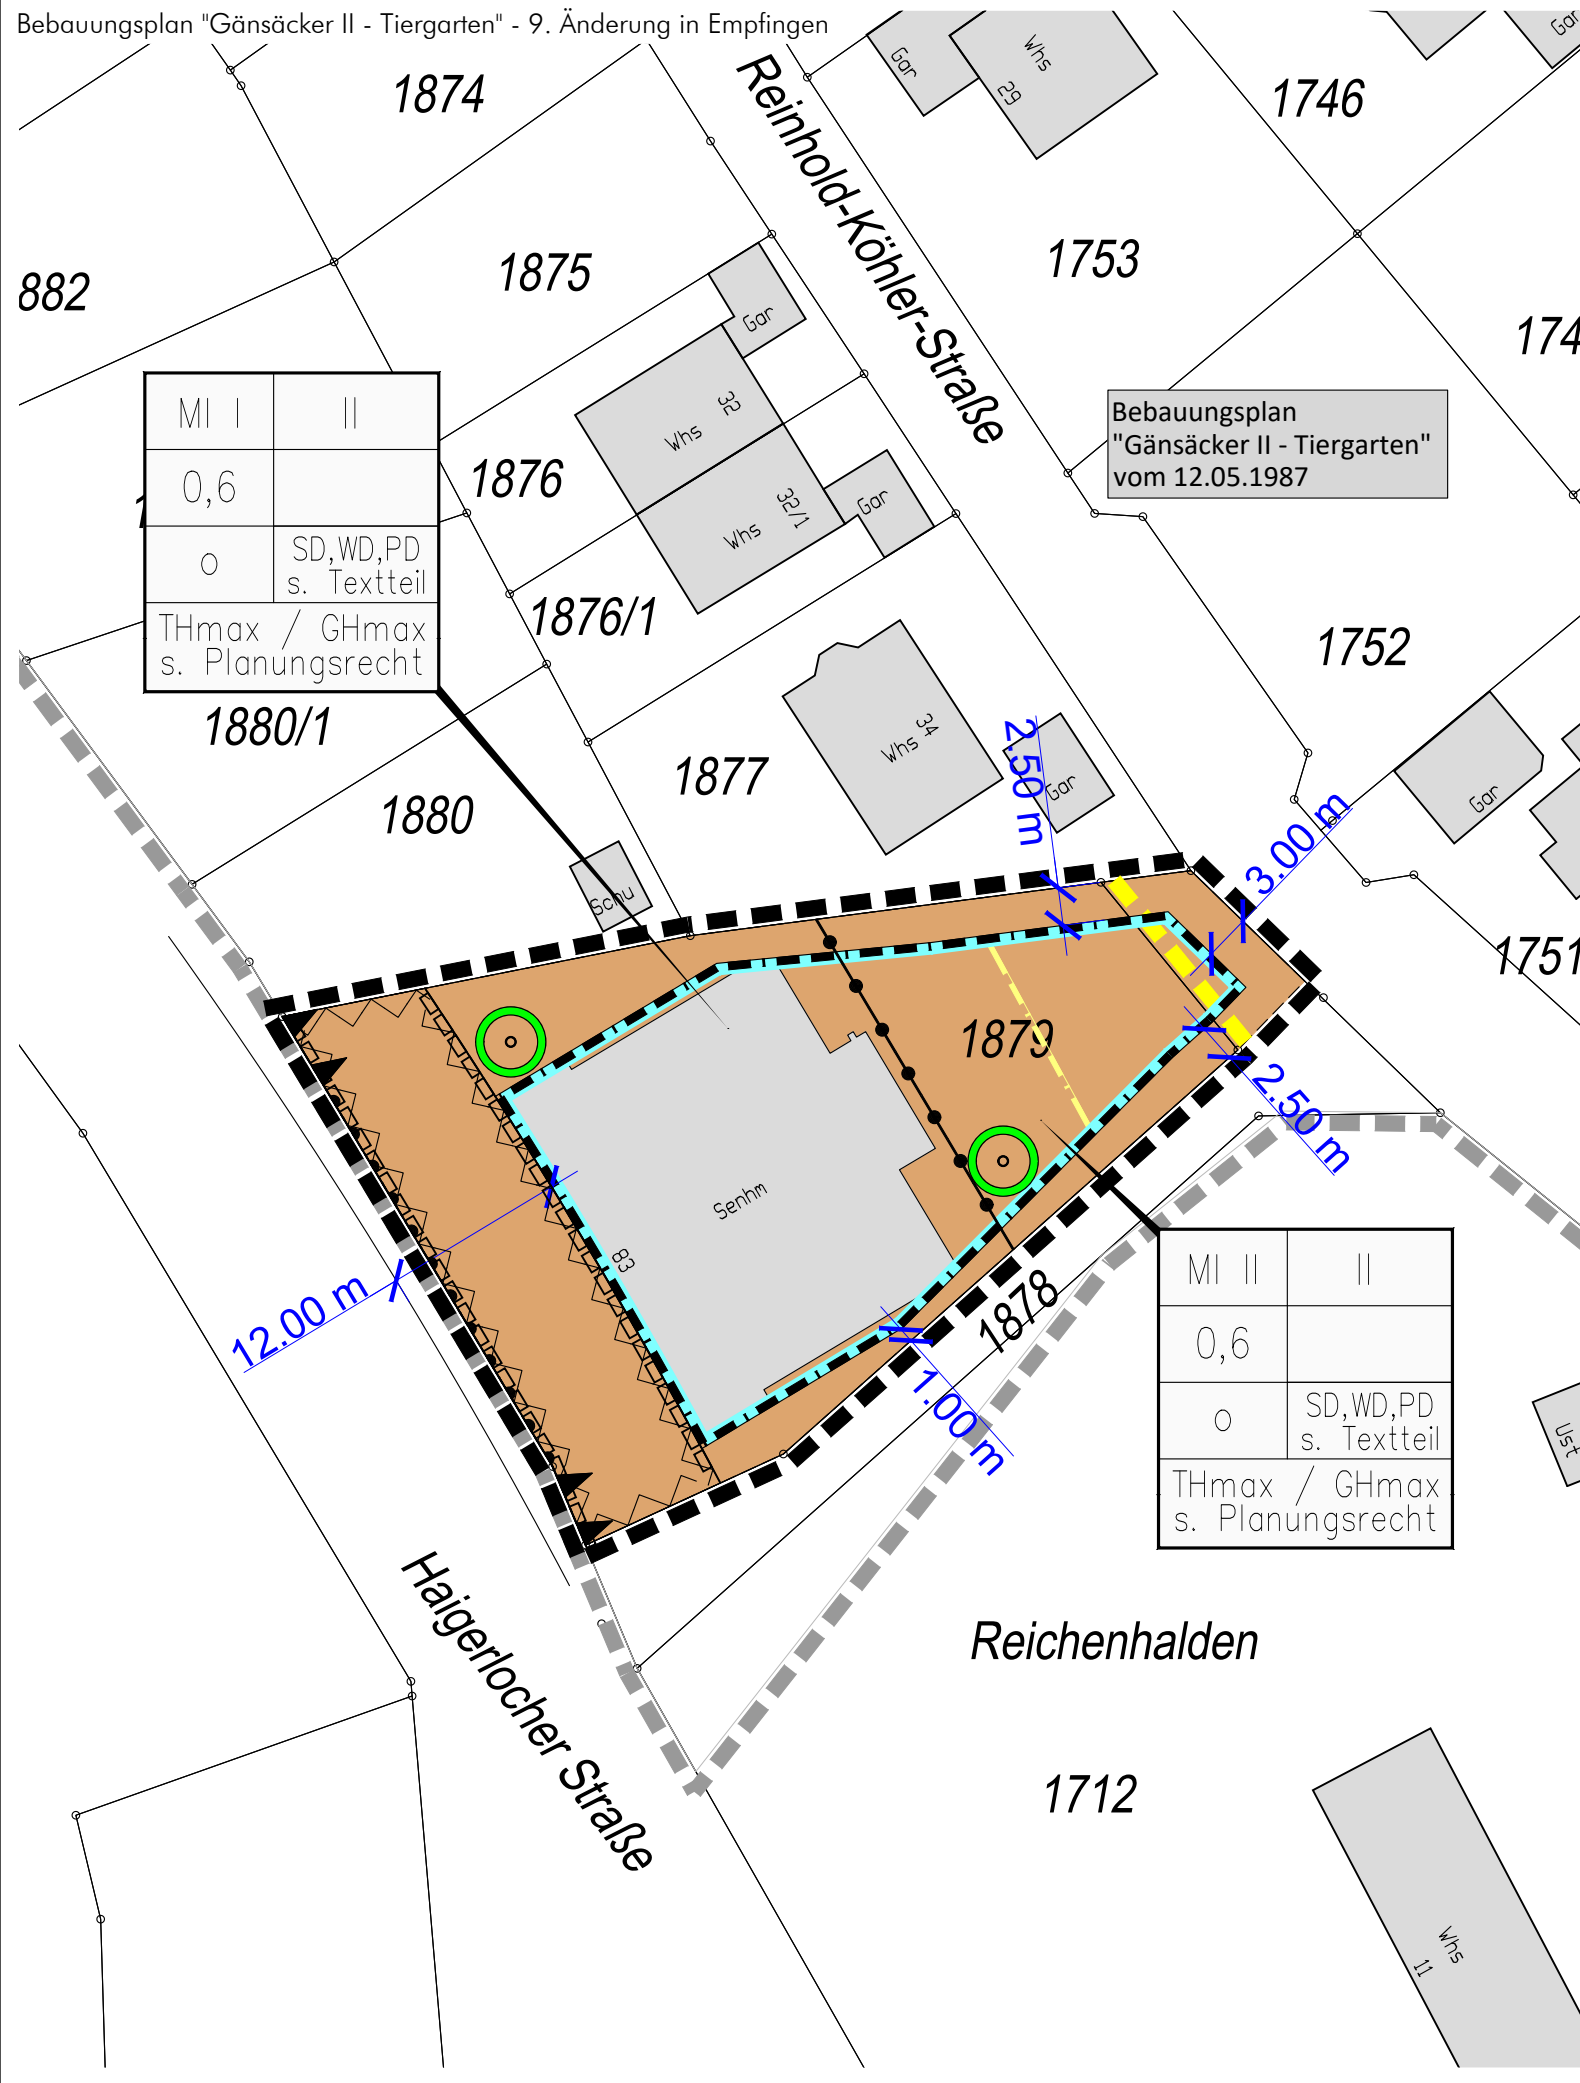 Bebauungsplan "Gänsäcker II - Tiergarten" - 9. Änderung in Empfingen
1874
Reinhold-Köhler-Straße
Gar
Whs
29
1746
Gar
882
1875
1753
174
Gar
32
Whs
1876
32/1
Whs
Gar
Bebauungsplan
"Gänsäcker II - Tiergarten"
vom 12.05.1987
MI I
II
0,6
o
SD,WD,PD
s. Textteil
THmax / GHmax
s. Planungsrecht
1876/1
1752
1880/1
1877
Whs 34
2.50 m
Gar
Gar
1880
3.00 m
Schu
1751
1879
2.50 m
Senhm
83
12.00 m
1878
1.00 m
MI II
II
0,6
o
SD,WD,PD
s. Textteil
THmax / GHmax
s. Planungsrecht
Ust
Haigerlocher Straße
Reichenhalden
1712
Whs
11